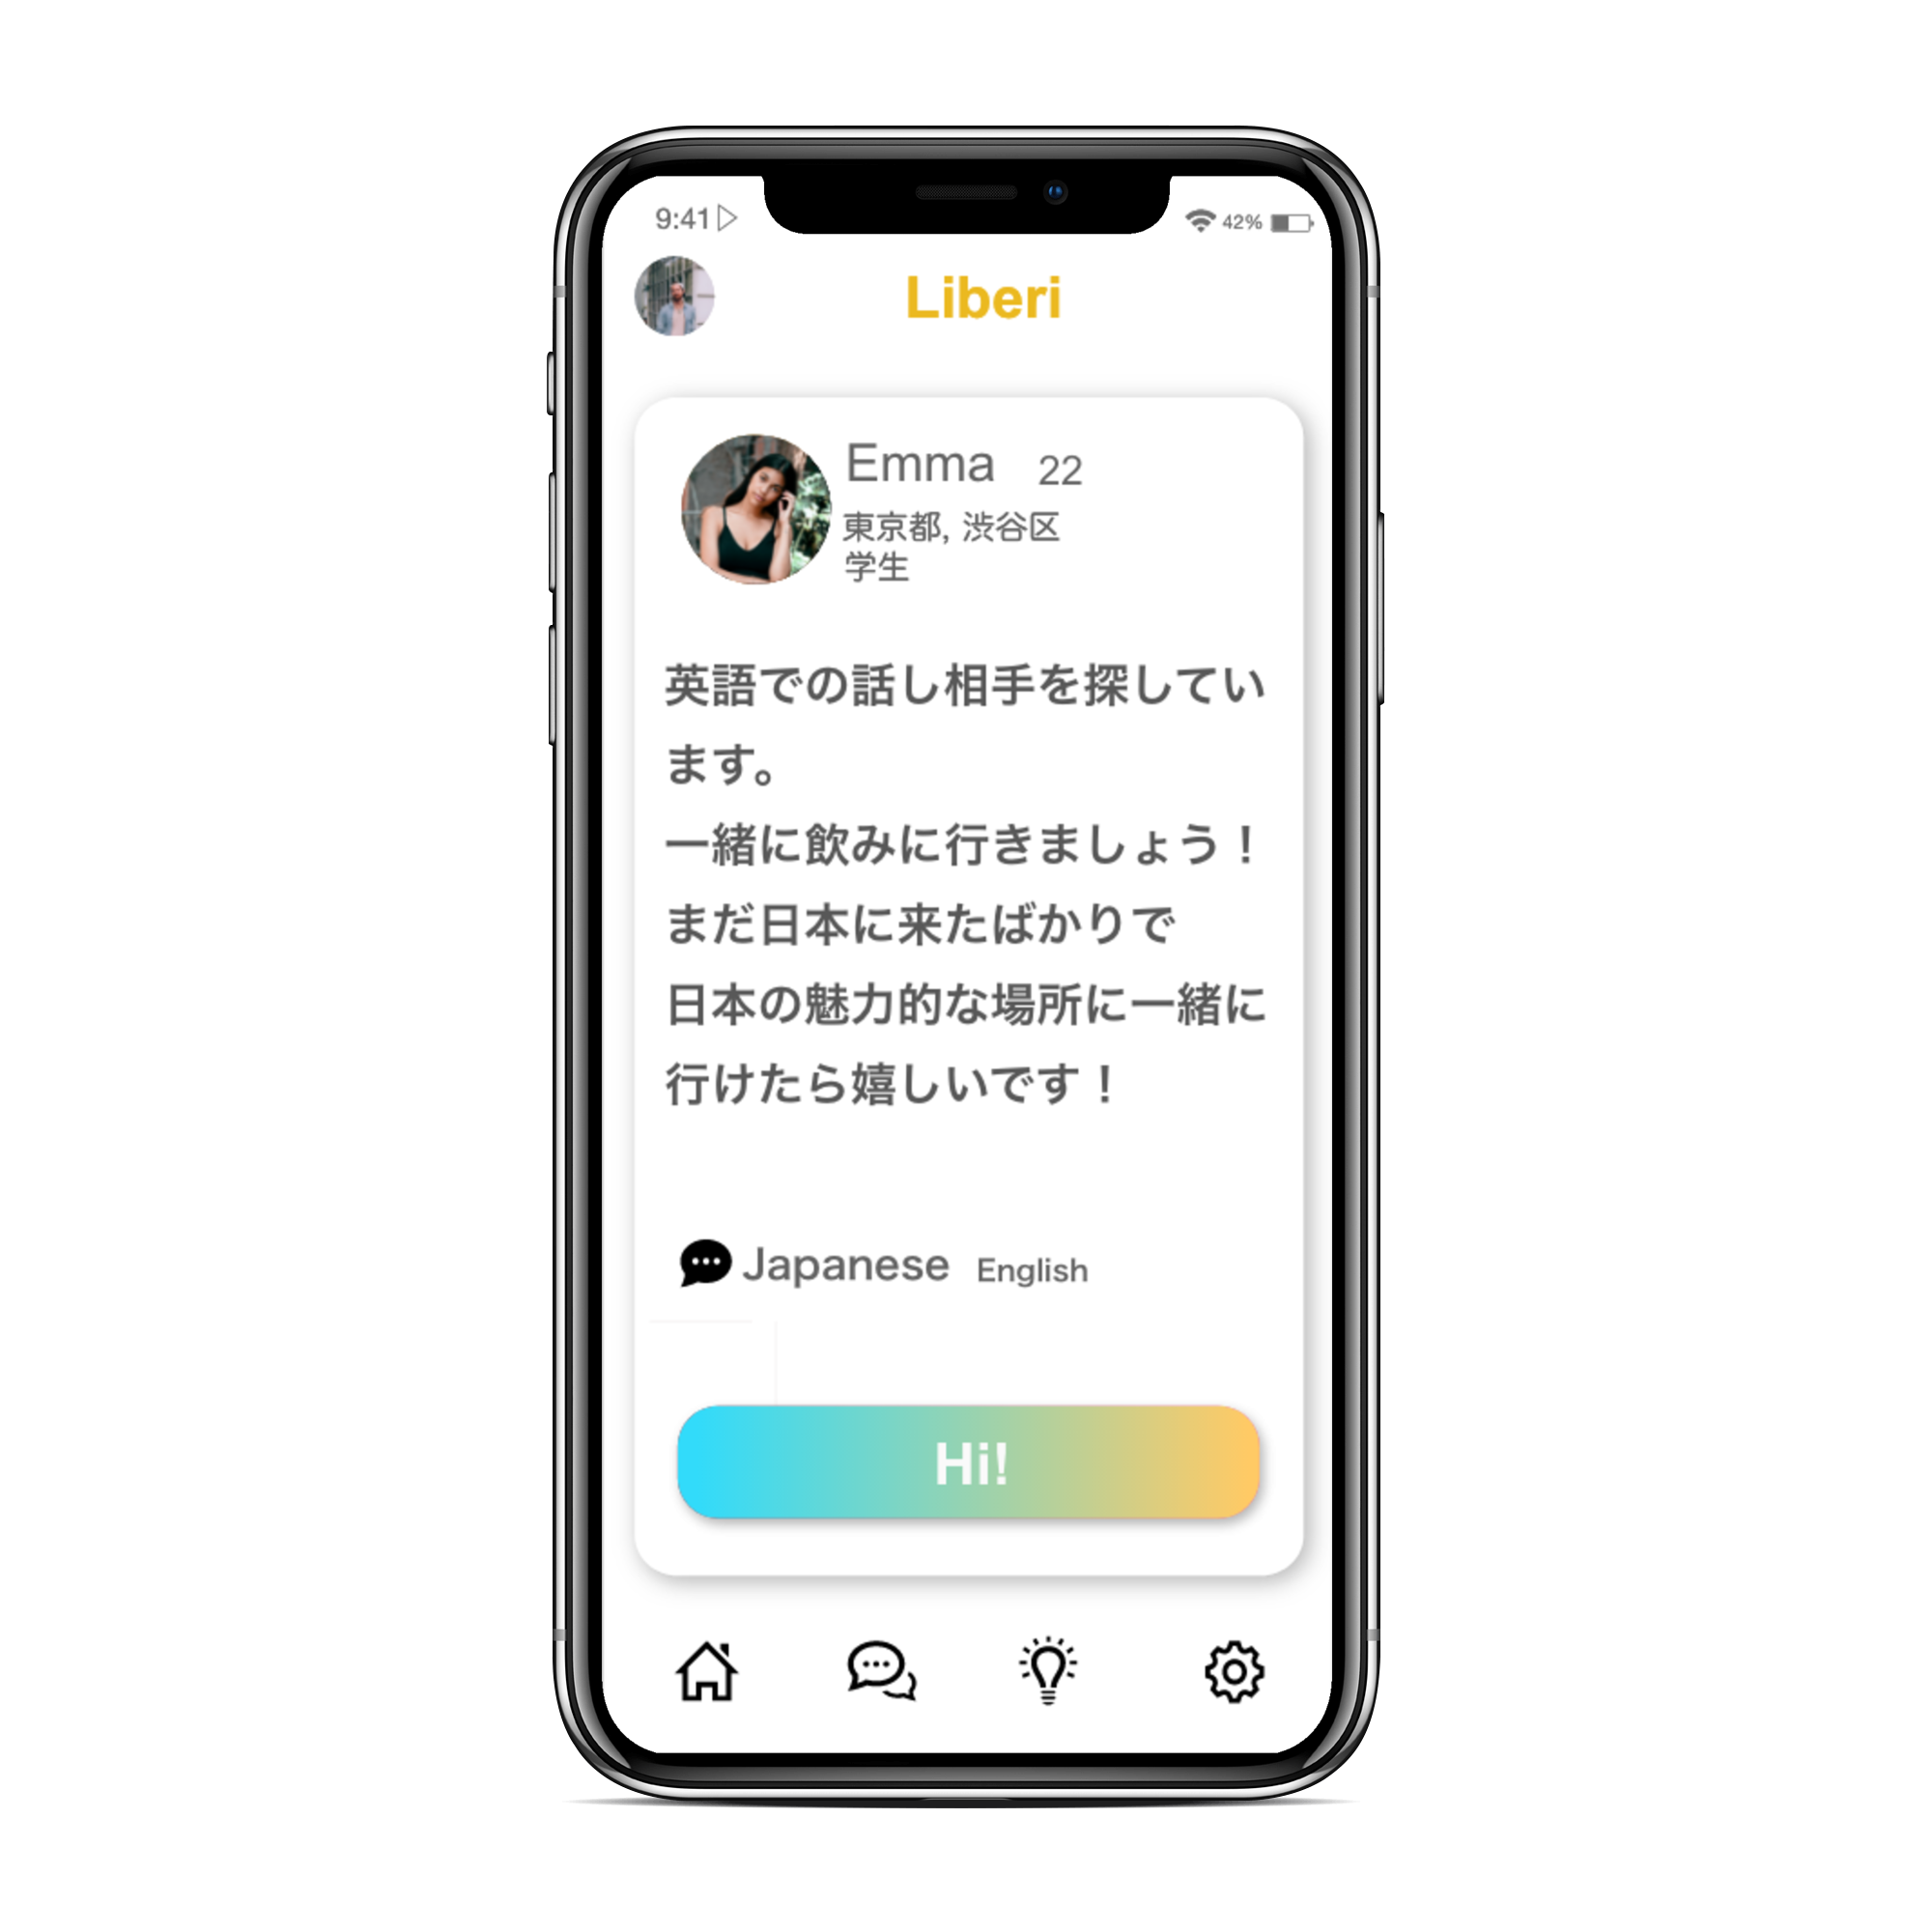 9:41
42%
Liberi
Emma 22
東京都, 渋谷区
学生
英語での話し相手を探してい
ます。
一緒に飲みに行きましょう！
まだ日本に来たばかりで
日本の魅力的な場所に一緒に
行けたら嬉しいです！
Japanese English
Hi!